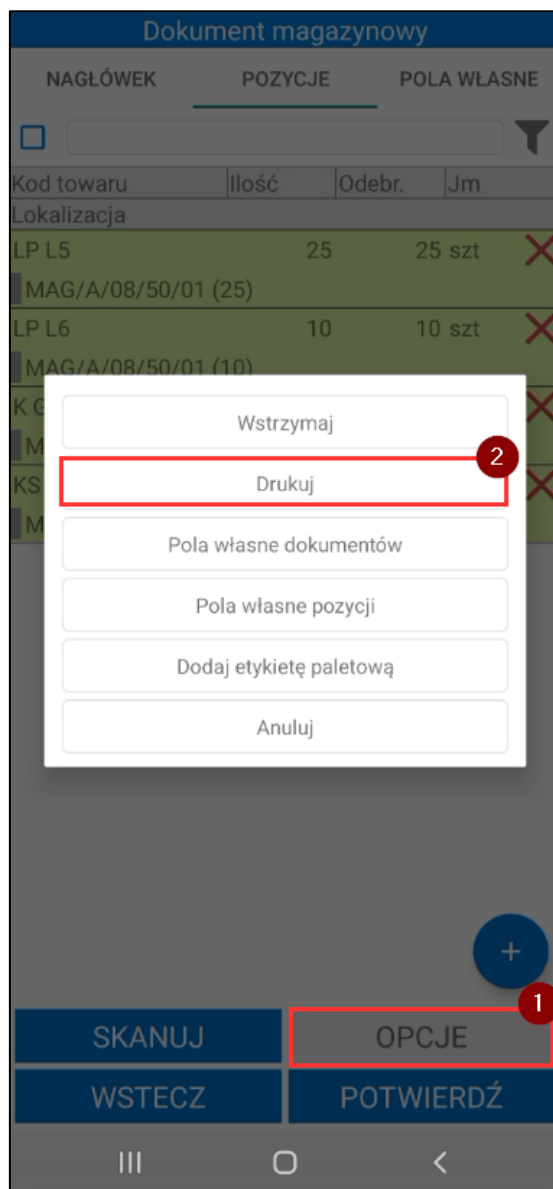 Dokument magazynowy
NAGŁÓWEK POZYCJE POLA WŁASNE
Kod towaru Ilość Odebr. Jm
Lokalizacja
LP L5 25 25 szt
MAG/A/08/50/01 (25)
LP L6 10 10 szt
MAG/A/08/50/01 (10)
K G
M
KS
M
Wstrzymaj
2
Drukuj
Pola własne dokumentów
Pola własne pozycji
Dodaj etykietę paletową
Anuluj
+
1
SKANUJ OPCJE
WSTECZ POTWIERDŹ